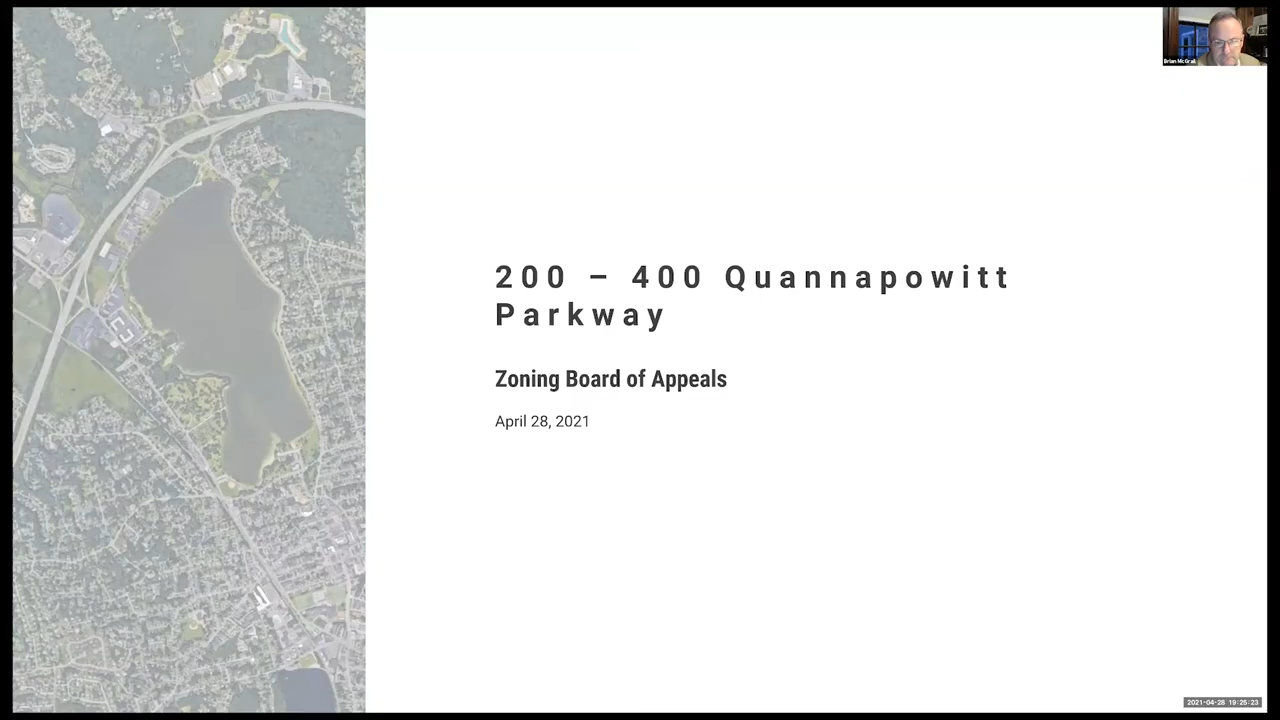 Brian McGrail
200 – 400 Quannapowitt
Parkway
Zoning Board of Appeals
April 28, 2021
2021-04-28 19:25:23